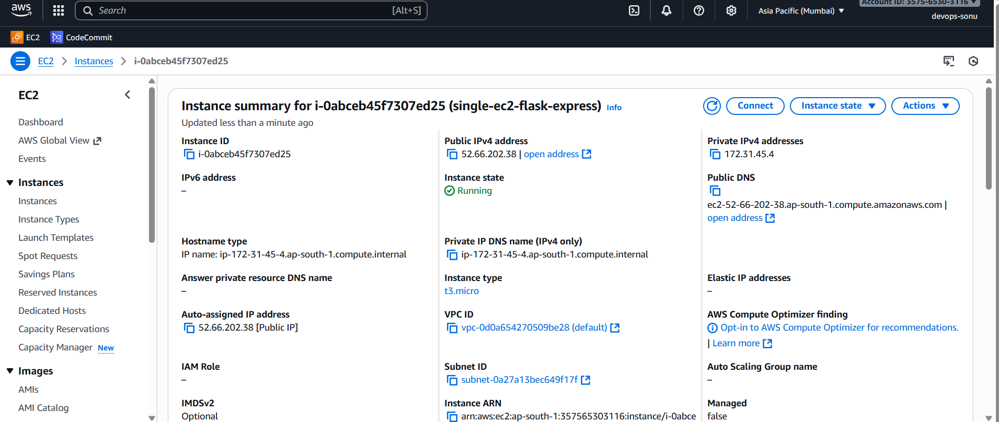 aws
Search
[Alt+S]
Asia Pacific (Mumbai)
Account ID: 3575-6530-3116
devops-sonu
EC2
CodeCommit
EC2
Instances
i-0abceb45f7307ed25
EC2
Dashboard
AWS Global View
Events
Instances
Instances
Instance Types
Launch Templates
Spot Requests
Savings Plans
Reserved Instances
Dedicated Hosts
Capacity Reservations
Capacity Manager New
Images
AMIs
AMI Catalog
Instance summary for i-0abceb45f7307ed25 (single-ec2-flask-express) Info
Updated less than a minute ago
Connect
Instance state
Actions
Instance ID
i-0abceb45f7307ed25
Public IPv4 address
52.66.202.38 | open address
Private IPv4 addresses
172.31.45.4
IPv6 address
–
Instance state
Running
Public DNS
ec2-52-66-202-38.ap-south-1.compute.amazonaws.com |
open address
Hostname type
IP name: ip-172-31-45-4.ap-south-1.compute.internal
Private IP DNS name (IPv4 only)
ip-172-31-45-4.ap-south-1.compute.internal
Answer private resource DNS name
–
Instance type
t3.micro
Elastic IP addresses
–
Auto-assigned IP address
52.66.202.38 [Public IP]
VPC ID
vpc-0d0a654270509be28 (default)
AWS Compute Optimizer finding
Opt-in to AWS Compute Optimizer for recommendations.
| Learn more
IAM Role
–
Subnet ID
subnet-0a27a13bec649f17f
Auto Scaling Group name
–
IMDSv2
Optional
Instance ARN
arn:aws:ec2:ap-south-1:357565303116:instance/i-0abce
Managed
false